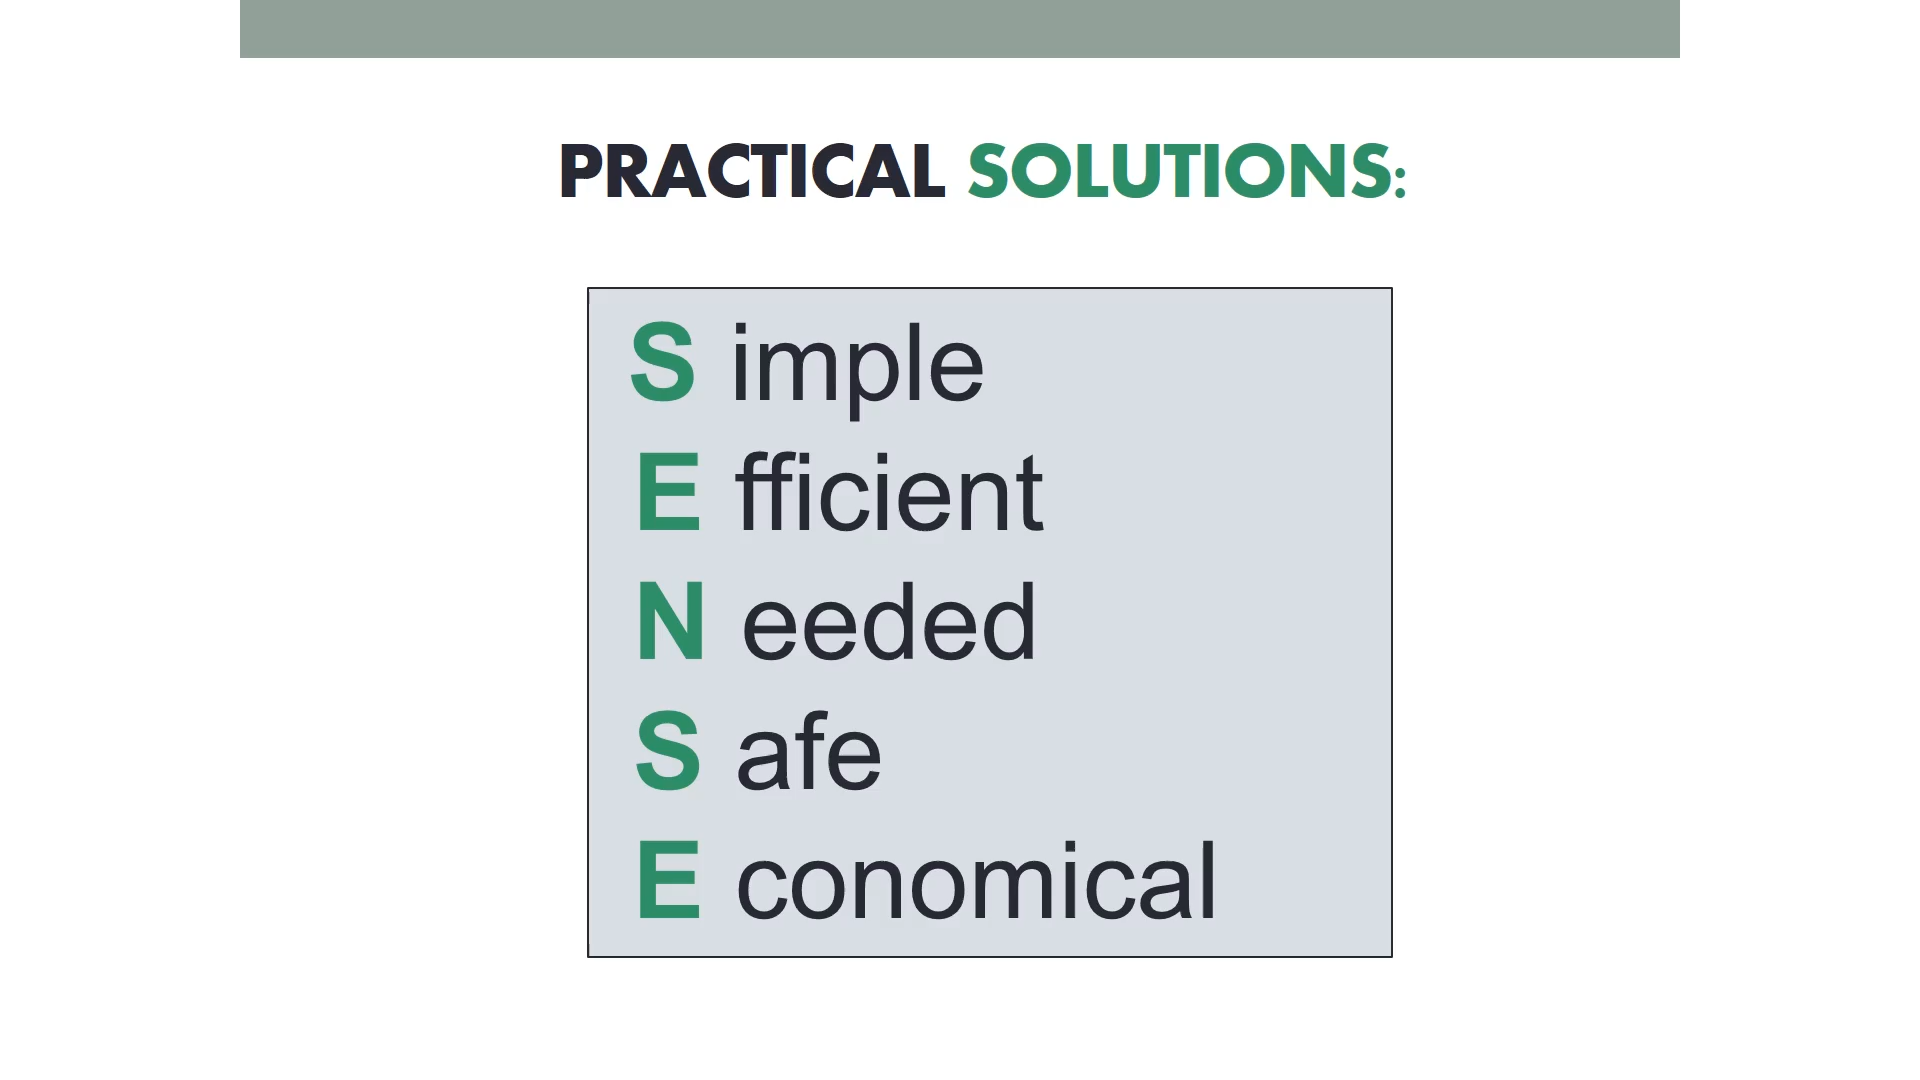 PRACTICAL SOLUTIONS:
S imple
E fficient
N eeded
S afe
E conomical